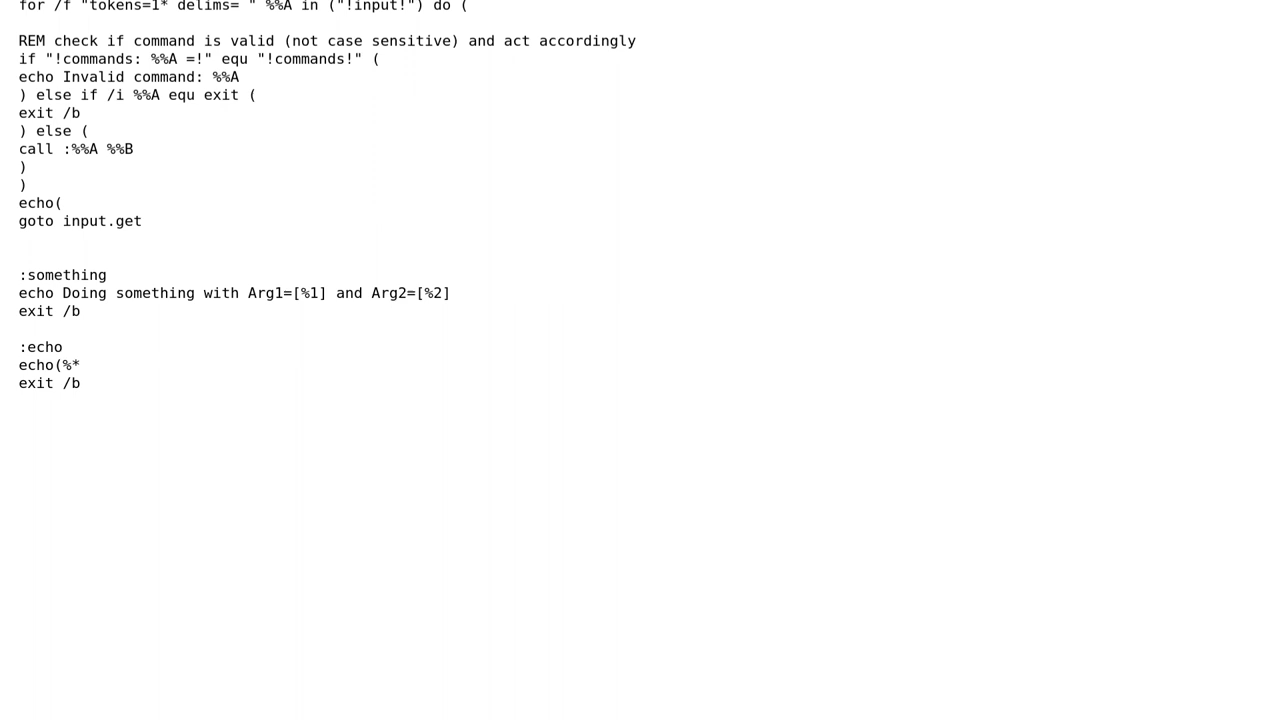 for /f "tokens=1* delims= " %%A in ("!input!") do (
REM check if command is valid (not case sensitive) and act accordingly
if "!commands: %%A =!" equ "!commands!" (
echo Invalid command: %%A
) else if /i %%A equ exit (
exit /b
) else (
call :%%A %%B
)
)
echo(
goto input.get
:something
echo Doing something with Arg1=[%1] and Arg2=[%2]
exit /b
:echo
echo(%*
exit /b